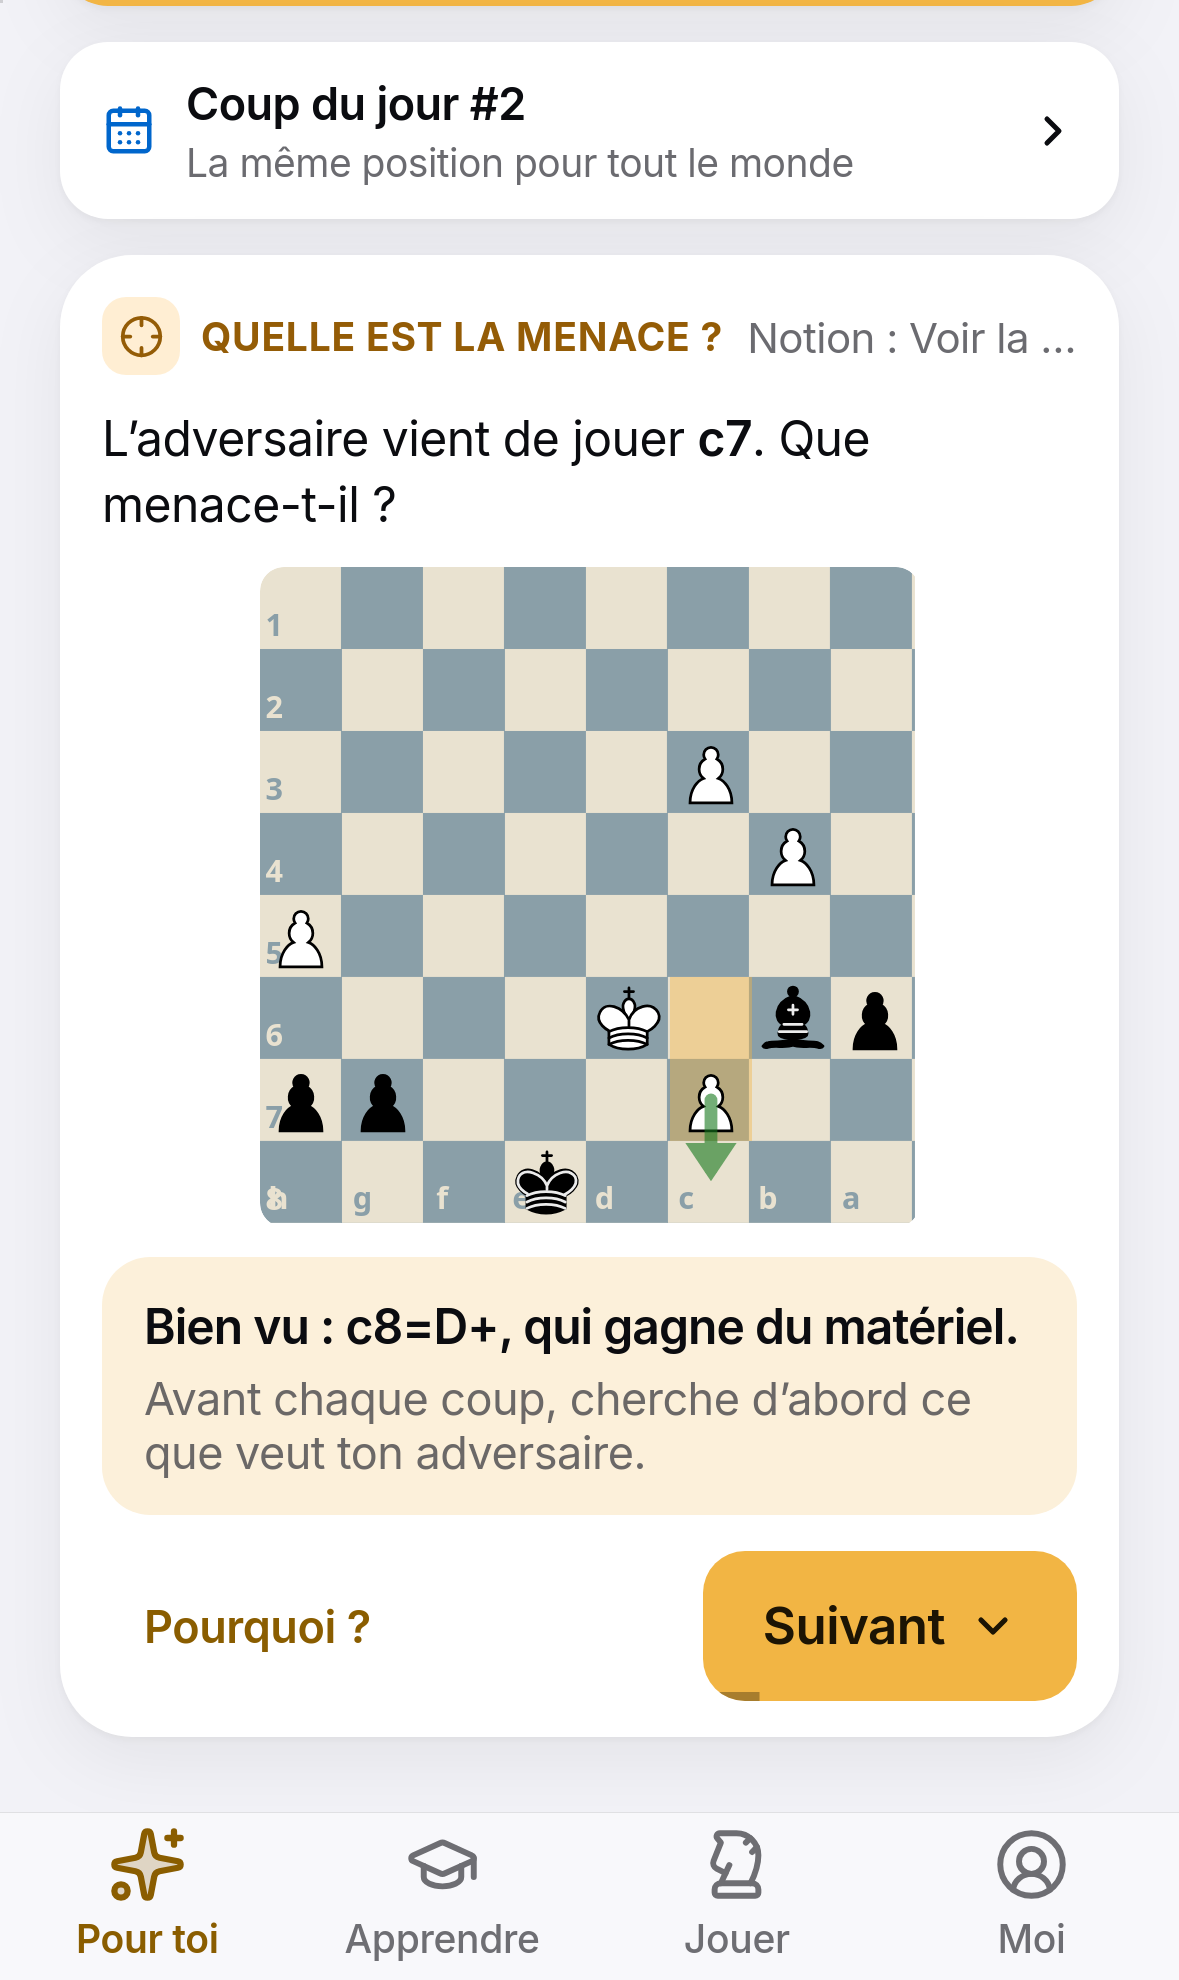 Coup du jour #2
La même position pour tout le monde
QUELLE EST LA MENACE ? Notion : Voir la ...
L’adversaire vient de jouer c7. Que
menace-t-il ?
1
2
3
4
5
6
7
8
h g f e d c b a
Bien vu : c8=D+, qui gagne du matériel.
Avant chaque coup, cherche d’abord ce
que veut ton adversaire.
Pourquoi ? Suivant
Pour toi Apprendre Jouer Moi